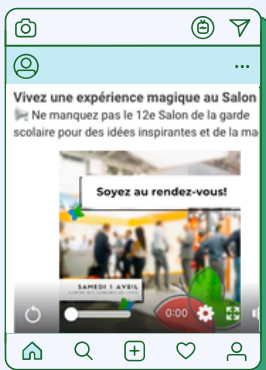 Vivez une expérience magique au Salon
Ne manquez pas le 12e Salon de la garde
scolaire pour des idées inspirantes et de la ma
Soyez au rendez-vous!
SAMEDI 1 AVRIL
0:00